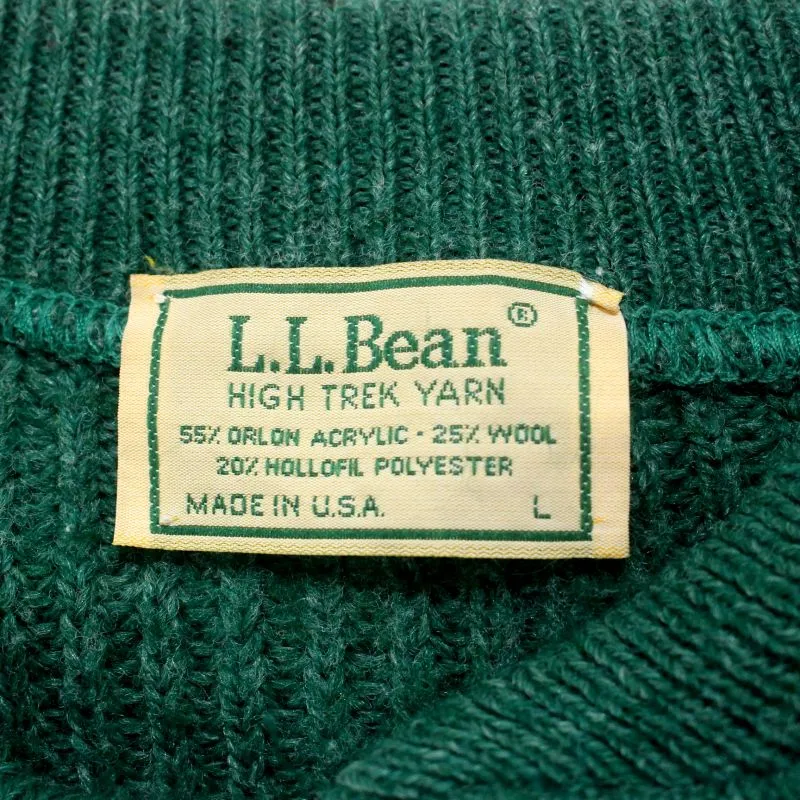 L.L.Bean®
HIGH TREK YARN
55% ORLON ACRYLIC · 25% WOOL
20% HOLLOFIL POLYESTER
MADE IN U.S.A. L